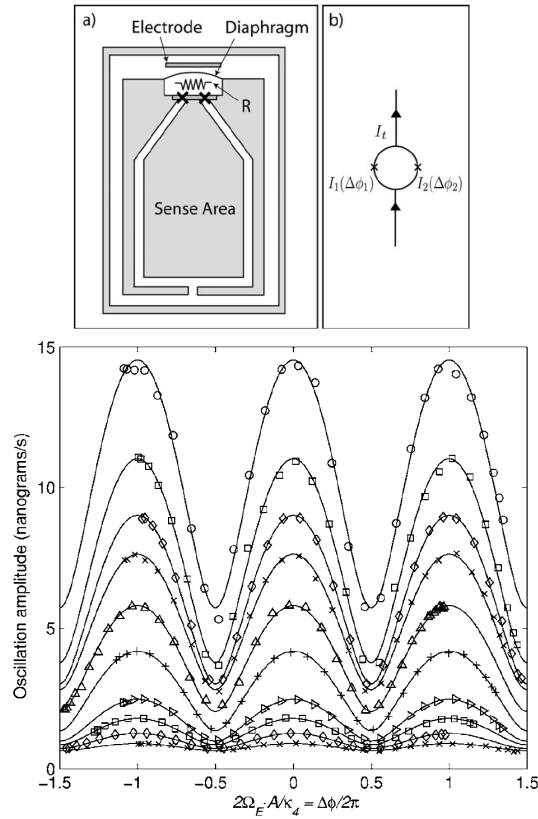 a)
Electrode
Diaphragm
R
Sense Area
b)
I_t
I_1(Δϕ_1)
I_2(Δϕ_2)
15
10
5
0
Oscillation amplitude (nanograms/s)
-1.5 -1 -0.5 0 0.5 1 1.5
2Ω_E·A/κ_4 = Δϕ/2π